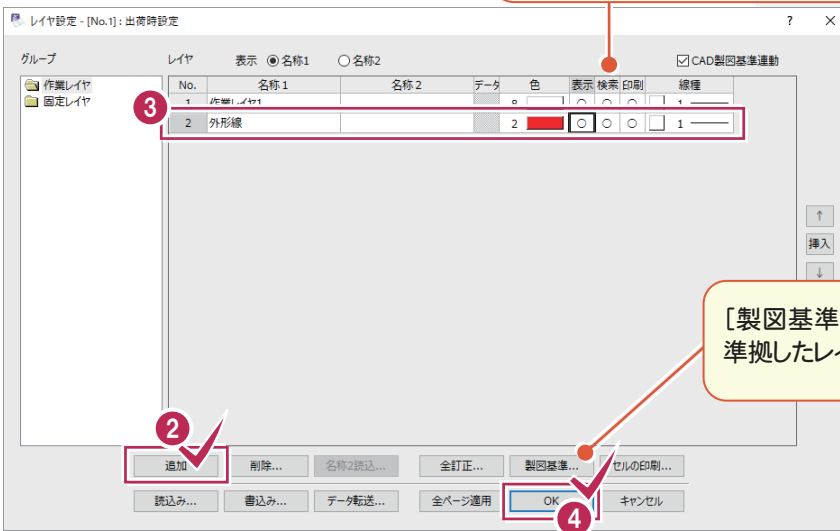 レイヤ設定 - [No.1] : 出荷時設定 ? ×
グループ レイヤ 表示 名称1 名称2 CAD製図基準連動
作業レイヤ
固定レイヤ
No. 名称1 名称2 データ 色 表示 検索 印刷 線種
1 作業レイヤ1 8 ○ ○ ○ 1
3
2 外形線 2 ○ ○ ○ 1
↑
挿入
↓
[製図基準
準拠したレイ
2
追加 削除... 名称2読込... 全訂正... 製図基準... セルの印刷...
読込み... 書込み... データ転送... 全ページ適用 OK キャンセル
4